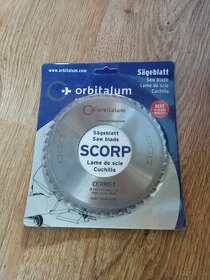 Sägeblatt
Saw blade
Lame de scie
Cuchilla
www.orbitalum.com
orbitalum
BEST
Sägeblatt
Saw blade
SCORP
Lame de scie
Cuchilla
CERMET